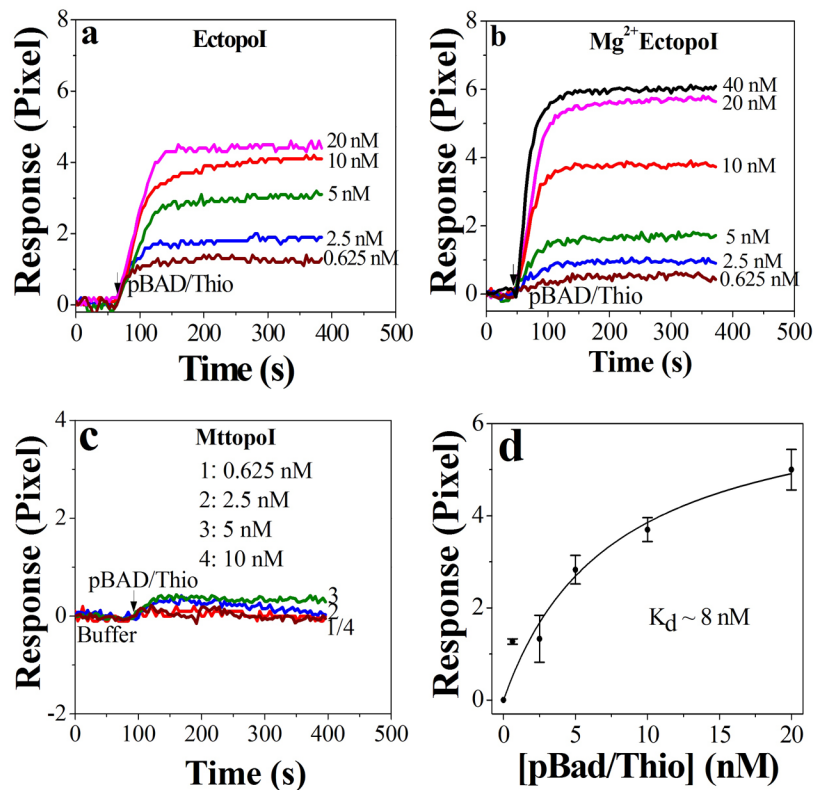 a
EctopoI
Response (Pixel)
8
6
4
2
0
20 nM
10 nM
5 nM
2.5 nM
0.625 nM
pBAD/Thio
0 100 200 300 400 500
Time (s)
b
Mg2+EctopoI
Response (Pixel)
8
6
4
2
0
40 nM
20 nM
10 nM
5 nM
2.5 nM
0.625 nM
pBAD/Thio
0 100 200 300 400 500
Time (s)
c
MttopoI
1: 0.625 nM
2: 2.5 nM
3: 5 nM
4: 10 nM
Response (Pixel)
4
2
0
-2
pBAD/Thio
Buffer
3
2
1/4
0 100 200 300 400 500
Time (s)
d
Response (Pixel)
6
4
2
0
Kd ~ 8 nM
0 5 10 15 20
[pBad/Thio] (nM)